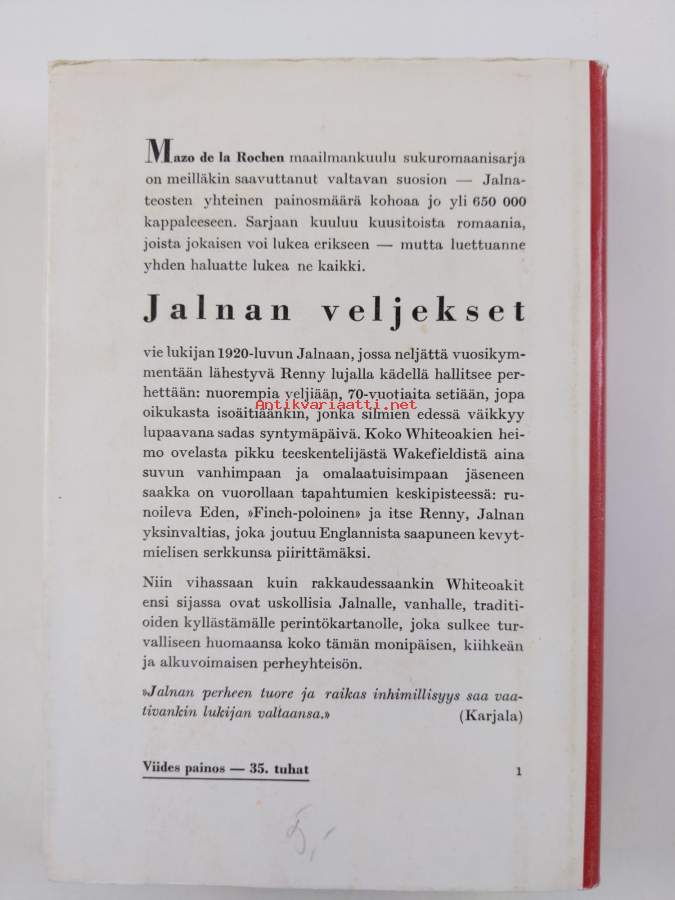 Mazo de la Rochen maailmankuulu sukuromaanisarja
on meilläkin saavuttanut valtavan suosion — Jalna-
teosten yhteinen painosmäärä kohoaa jo yli 650 000
kappaleeseen. Sarjaan kuuluu kuusitoista romaania,
joista jokaisen voi lukea erikseen — mutta luettuanne
yhden haluatte lukea ne kaikki.
Jalnan veljekset
vie lukijan 1920-luvun Jalnaan, jossa neljättä vuosikym-
mentään lähestyvä Renny lujalla kädellä hallitsee per-
hettään: nuorempia veljiään, 70-vuotiaita setiään, jopa
oikukasta isoäitiäänkin, jonka silmien edessä väikkyy
Antikvariaatti.net
lupaavana sadas syntymäpäivä. Koko Whiteoakien hei-
mo ovelasta pikku teeskentelijästä Wakefieldistä aina
suvun vanhimpaan ja omalaatuisimpaan jäseneen
saakka on vuorollaan tapahtumien keskipisteessä: ru-
noileva Eden, »Finch-poloinen» ja itse Renny, Jalnan
yksinvaltias, joka joutuu Englannista saapuneen kevyt-
mielisen serkkunsa piirittämäksi.
Niin vihassaan kuin rakkaudessaankin Whiteoakit
ensi sijassa ovat uskollisia Jalnalle, vanhalle, traditi-
oiden kyllästämälle perintökartanolle, joka sulkee tur-
valliseen huomaansa koko tämän monipäisen, kiihkeän
ja alkuvoimaisen perheyhteisön.
»Jalnan perheen tuore ja raikas inhimillisyys saa vaa-
tivankin lukijan valtaansa.» (Karjala)
Viides painos — 35. tuhat 1